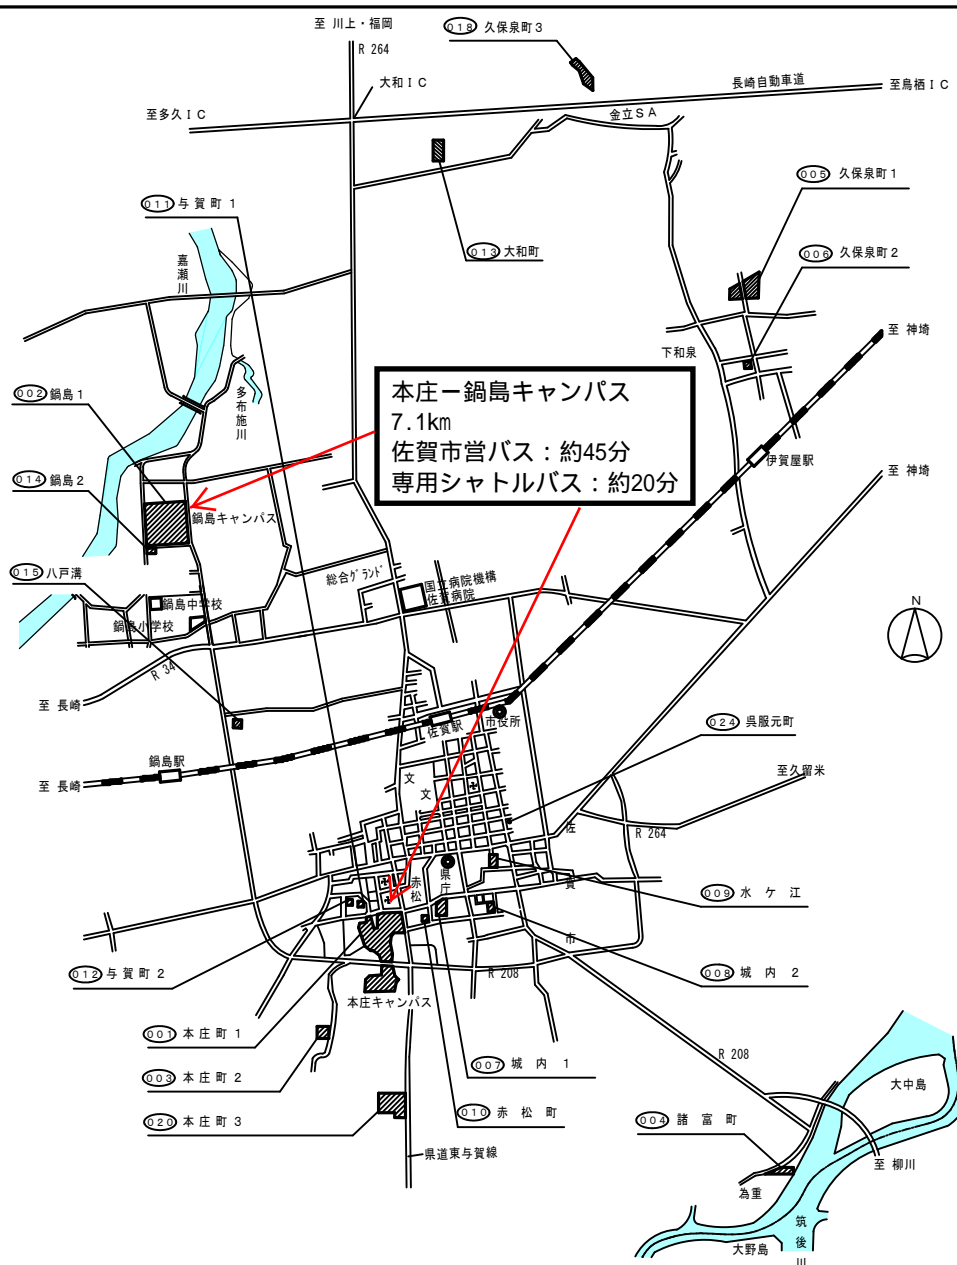 至 川上・福岡
R 264
018 久保泉町3
大和ＩＣ
長崎自動車道
至鳥栖ＩＣ
至多久ＩＣ
金立ＳＡ
005 久保泉町1
011 与賀町 1
013 大和町
006 久保泉町2
嘉瀬川
至 神埼
下和泉
002 鍋島1
多布施川
本庄ー鍋島キャンパス
7.1km
佐賀市営バス：約45分
専用シャトルバス：約20分
伊賀屋駅
至 神埼
014 鍋島2
鍋島キャンパス
015 八戸溝
総合ｸﾞﾗﾝﾄﾞ
国立病院機構
佐賀病院
鍋島中学校
鍋島小学校
N
R 34
至 長崎
佐賀駅
市役所
024 呉服元町
鍋島駅
至 長崎
文
文
至久留米
佐賀市
R 264
県庁
赤松
009 水ケ江
012 与賀町 2
R 208
008 城内 2
本庄キャンパス
001 本庄町 1
007 城内 1
R 208
大中島
003 本庄町 2
010 赤松町
020 本庄町 3
004 諸富町
県道東与賀線
至 柳川
為重
筑後川
大野島